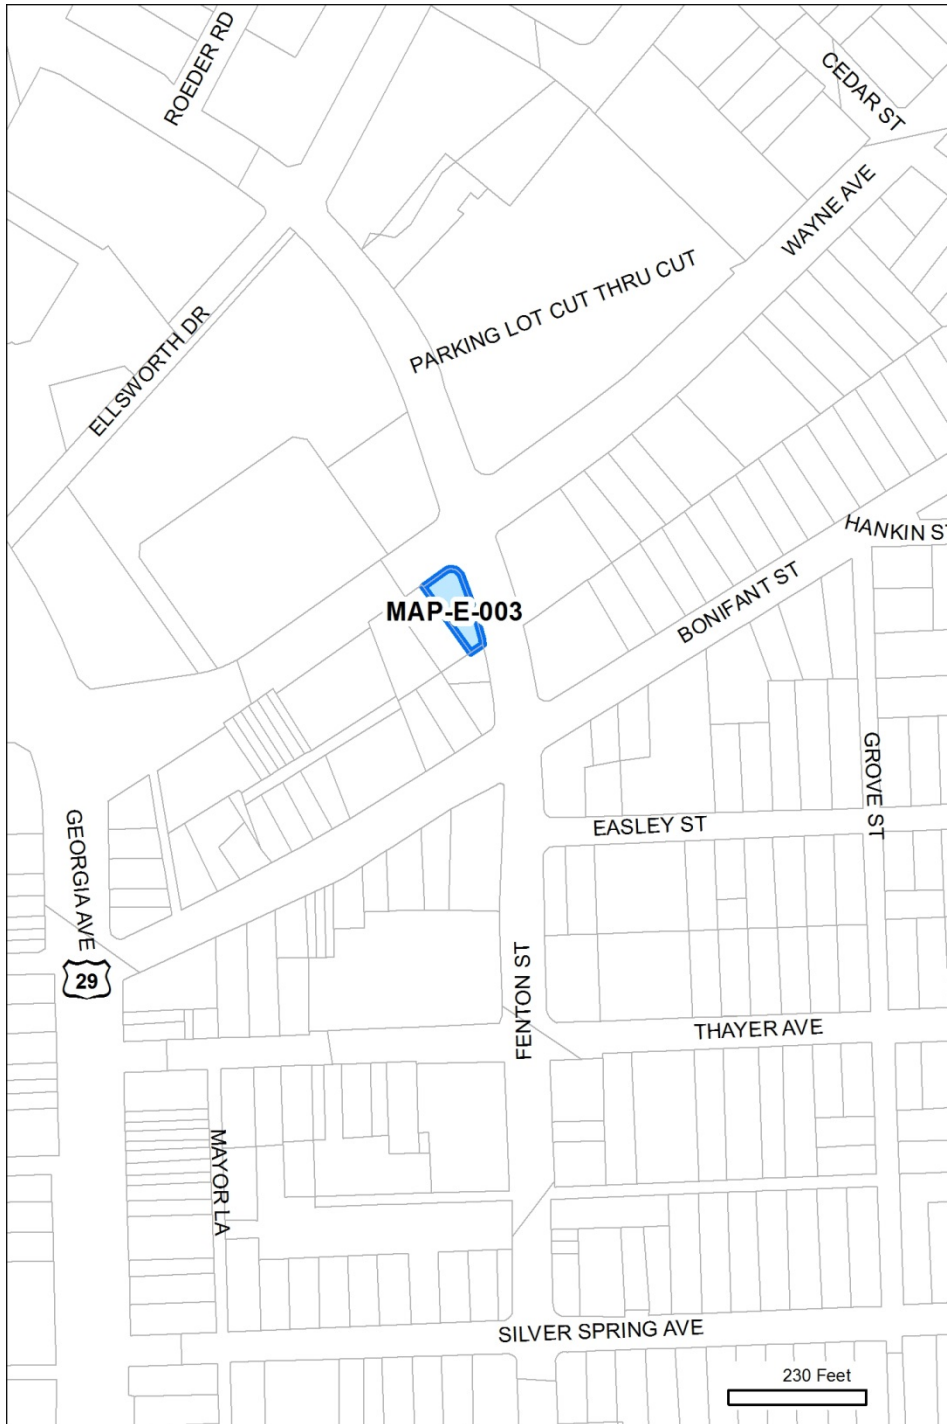 ROEDER RD
CEDAR ST
WAYNE AVE
PARKING LOT CUT THRU CUT
ELLSWORTH DR
HANKIN ST
MAP-E-003
BONIFANT ST
GROVE ST
EASLEY ST
GEORGIA AVE
29
FENTON ST
THAYER AVE
MAYOR LA
SILVER SPRING AVE
230 Feet